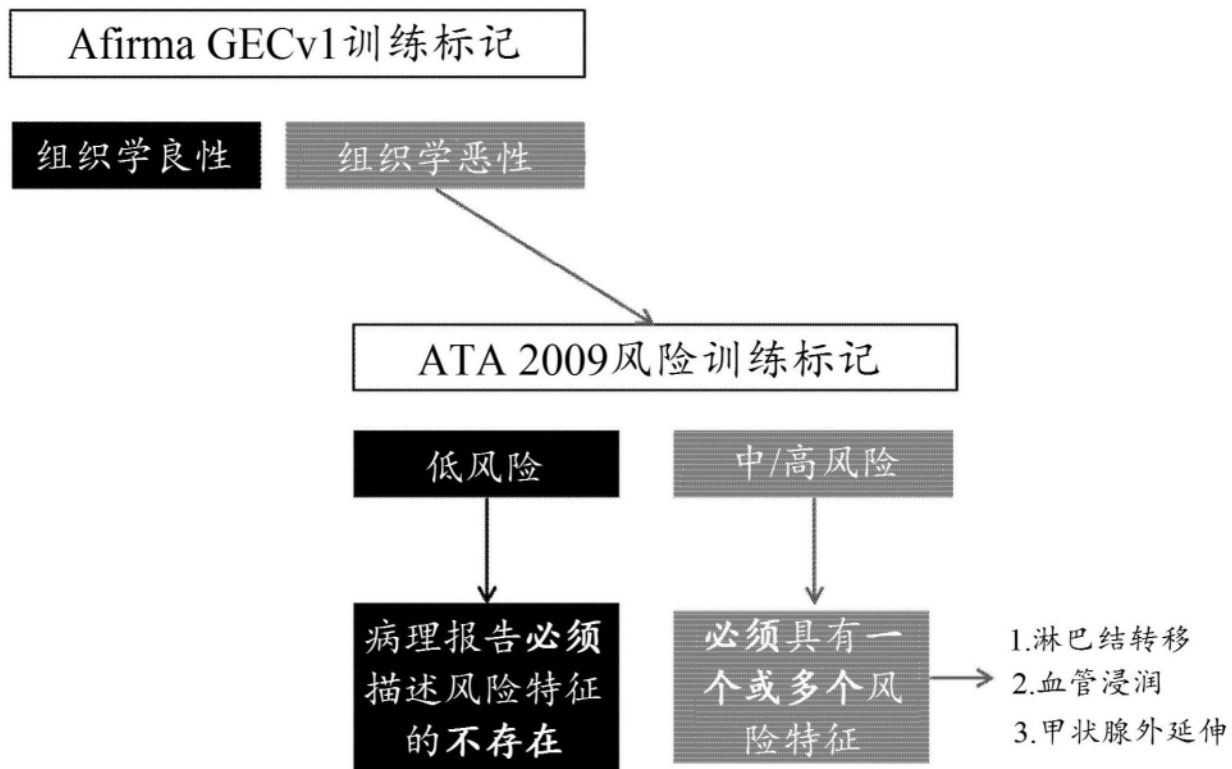 Afirma GECv1训练标记
组织学良性
组织学恶性
ATA 2009风险训练标记
低风险
中/高风险
病理报告必须
描述风险特征
的不存在
必须具有一
个或多个风
险特征
1.淋巴结转移
2.血管浸润
3.甲状腺外延伸